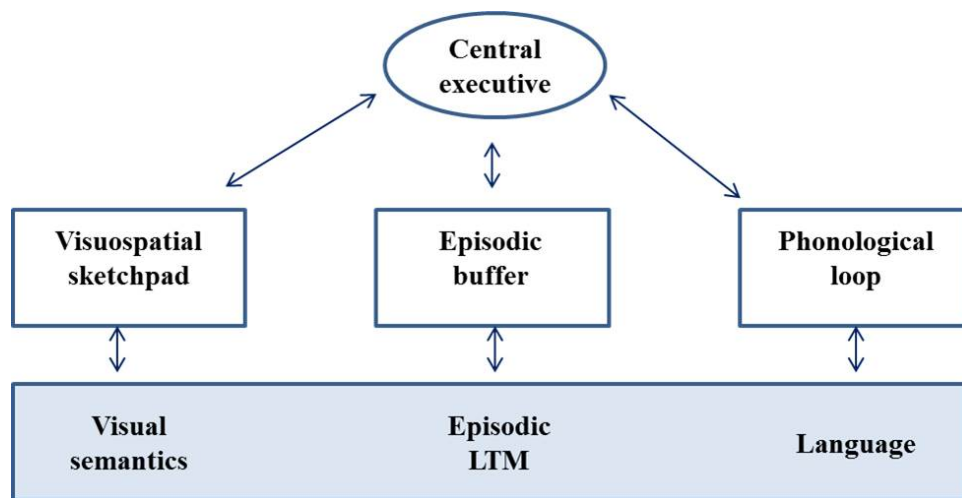 Central
executive
Visuospatial
sketchpad
Episodic
buffer
Phonological
loop
Visual
semantics
Episodic
LTM
Language